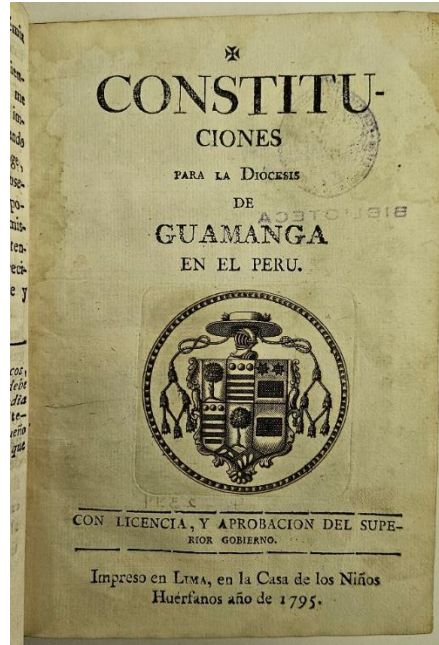 ✠
CONSTITU-
CIONES
PARA LA DIOCESIS
DE
BIBLIOTECA
GUAMANGA
EN EL PERU.
CON LICENCIA, Y APROBACION DEL SUPE-
RIOR GOBIERNO.
Impreso en LIMA, en la Casa de los Niños
Huerfanos año de 1795.